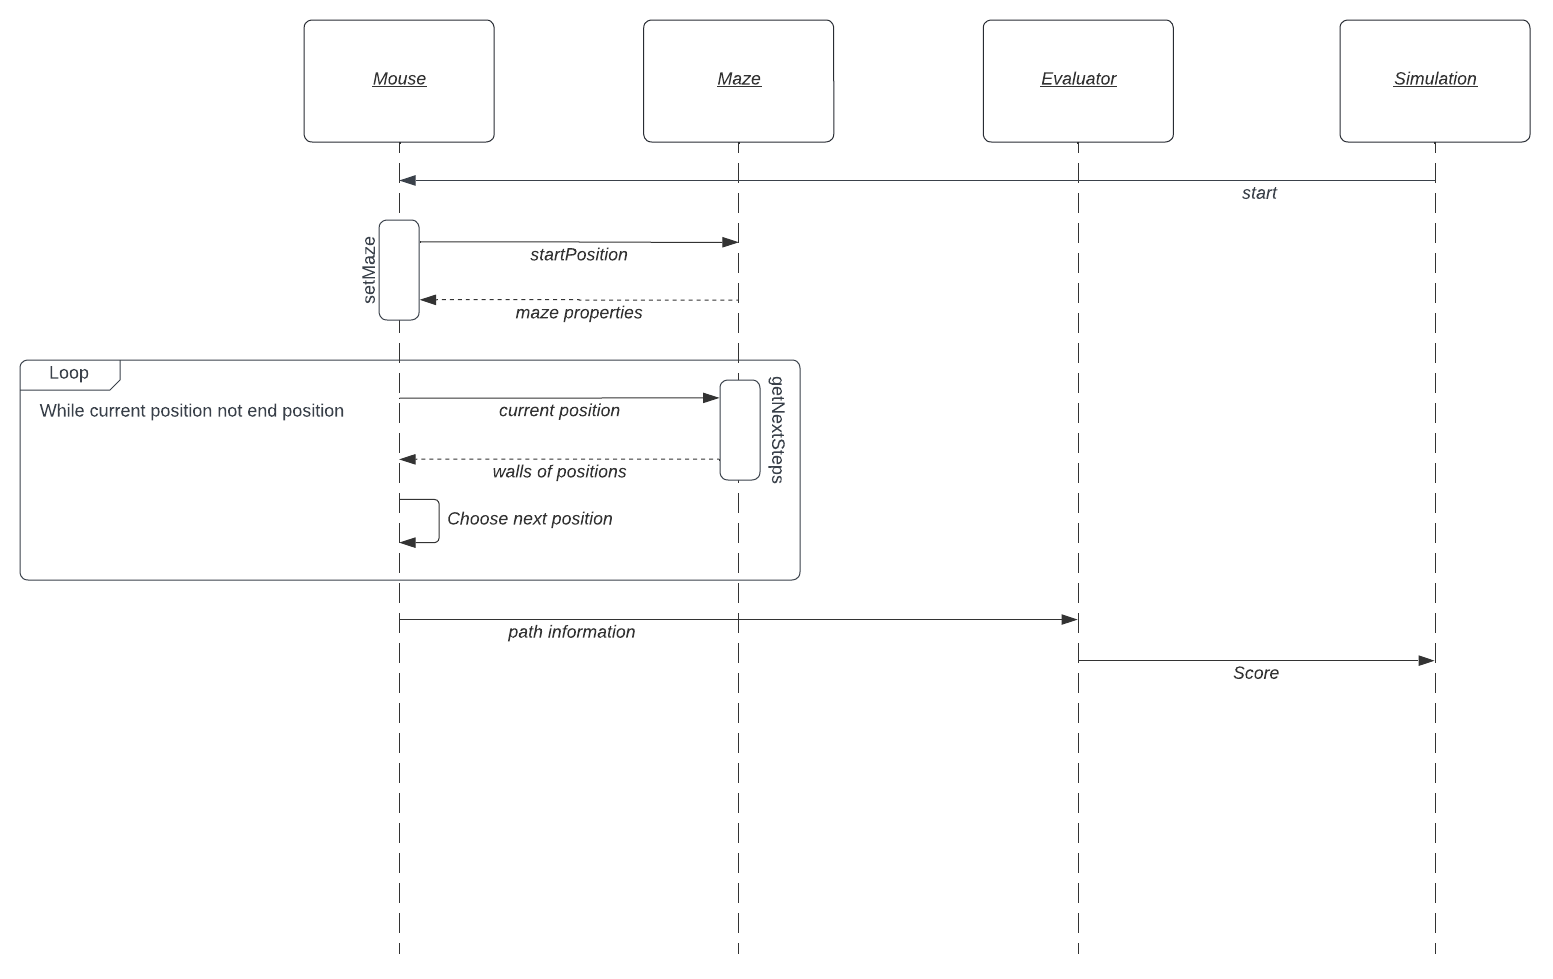 Mouse
Maze
Evaluator
Simulation
start
setMaze
startPosition
maze properties
Loop
While current position not end position
current position
getNextSteps
walls of positions
Choose next position
path information
Score